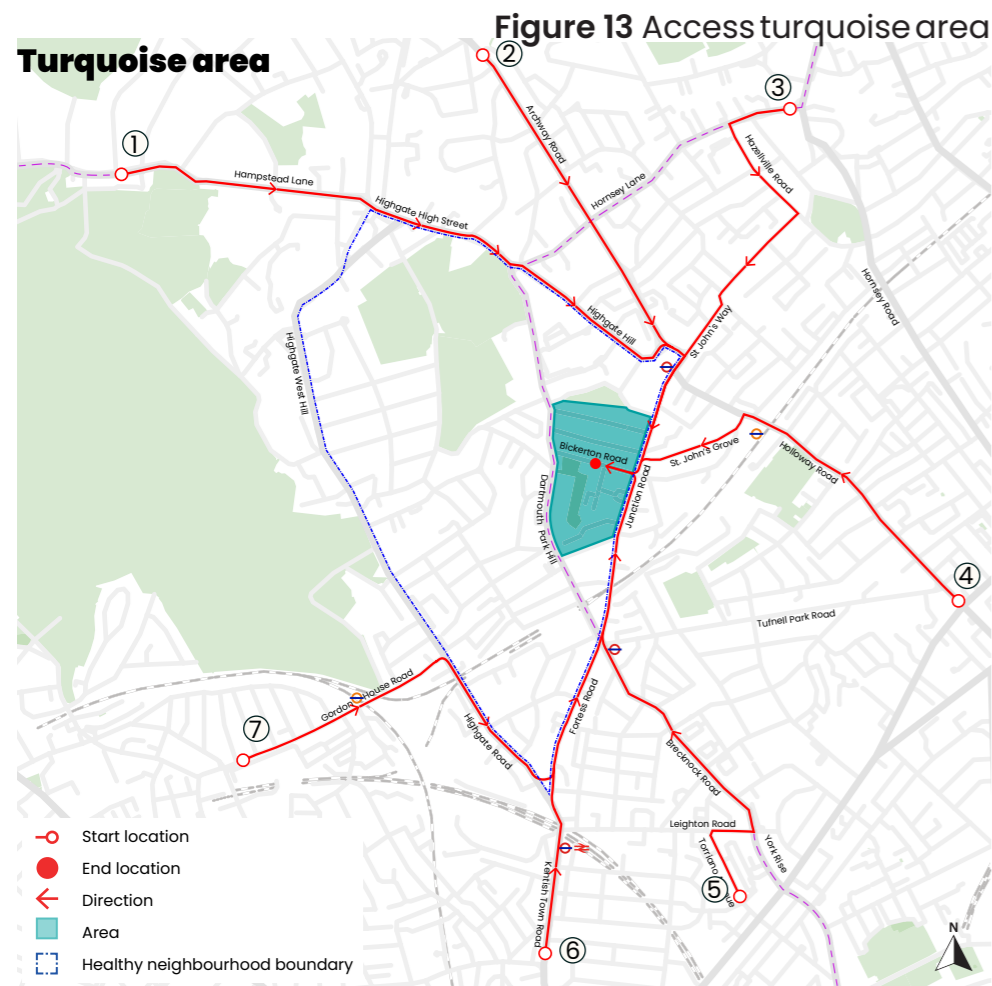 Figure 13 Access turquoise area
Turquoise area
②
③
①
Archway Road
Hazellville Road
Hampstead Lane
Hornsey Lane
Highgate High Street
Hornsey Road
Highgate Hill
St John's Way
Highgate West Hill
Bickerton Road
St. John's Grove
Holloway Road
Junction Road
Dartmouth Park Hill
④
Tufnell Park Road
Gordon House Road
⑦
Highgate Road
Fortess Road
Brecknock Road
Leighton Road
York Rise
Torriano
ue
⑤
Kentish Town Road
⑥
Start location
End location
Direction
Area
Healthy neighbourhood boundary
N